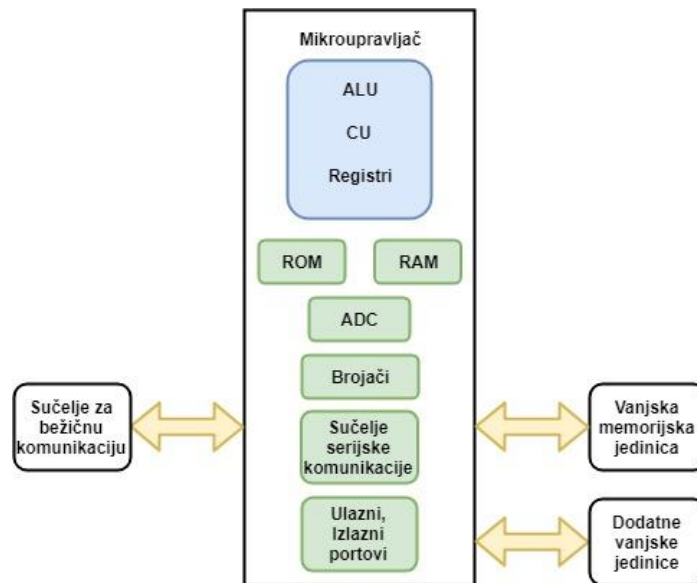 Mikroupravljač
ALU
CU
Registri
ROM
RAM
ADC
Brojači
Sučelje za
bežičnu
komunikaciju
Sučelje
serijske
komunikacije
Vanjska
memorijska
jedinica
Ulazni,
Izlazni
portovi
Dodatne
vanjske
jedinice